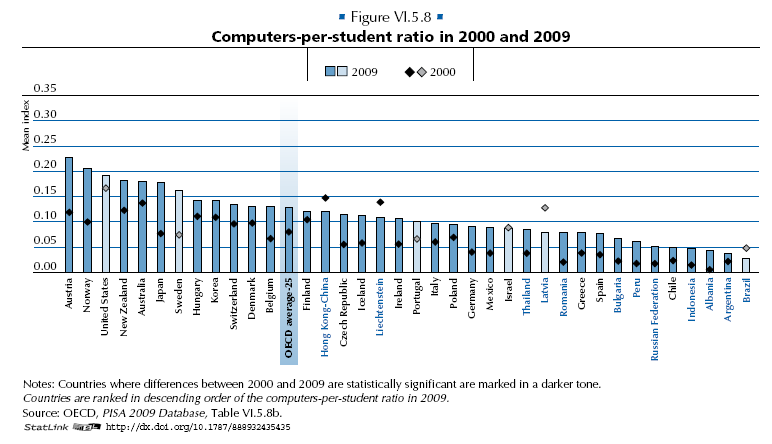 Figure VI.5.8
Computers-per-student ratio in 2000 and 2009
2009
2000
Mean index
0.35
0.30
0.25
0.20
0.15
0.10
0.05
0.00
Austria
Norway
United States
New Zealand
Australia
Japan
Sweden
Hungary
Korea
Switzerland
Denmark
Belgium
OECD average-25
Finland
Hong Kong-China
Czech Republic
Iceland
Liechtenstein
Ireland
Portugal
Italy
Poland
Germany
Mexico
Israel
Thailand
Latvia
Romania
Greece
Spain
Bulgaria
Peru
Russian Federation
Chile
Indonesia
Albania
Argentina
Brazil
Notes: Countries where differences between 2000 and 2009 are statistically significant are marked in a darker tone.
Countries are ranked in descending order of the computers-per-student ratio in 2009.
Source: OECD, PISA 2009 Database, Table VI.5.8b.
StatLink http://dx.doi.org/10.1787/888932435435